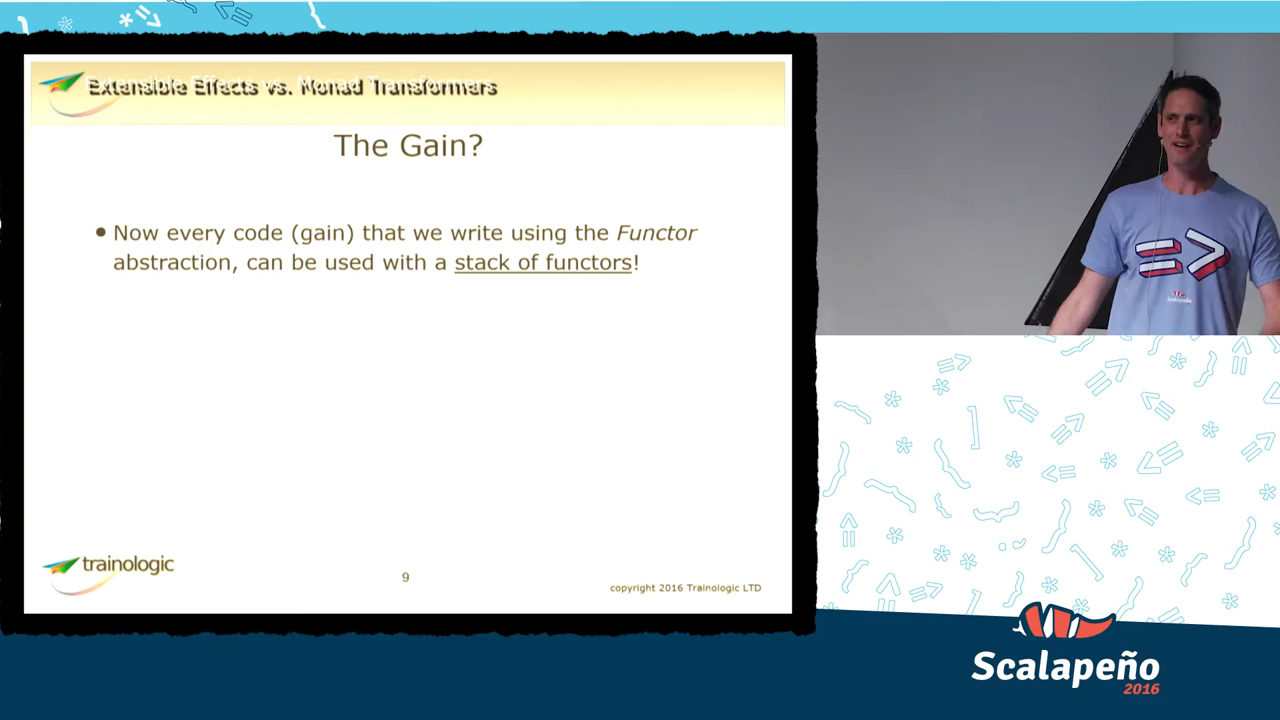 Extensible Effects vs. Monad Transformers
The Gain?
• Now every code (gain) that we write using the Functor
abstraction, can be used with a stack of functors!
trainologic
9
copyright 2016 Trainologic LTD
=>
Scalapeño
Scalapeño
2016